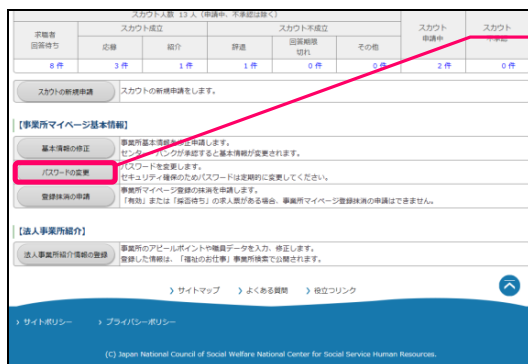 スカウト人数 13 人（申請中、不承認は除く）
求職者
回答待ち
スカウト成立
スカウト不成立
スカウト
申請中
スカウト
不承認
応募
紹介
辞退
回答期限
切れ
その他
8 件 3 件 1 件 1 件 0 件 0 件 2 件 0 件
スカウトの新規申請 スカウトの新規申請をします。
【事業所マイページ基本情報】
基本情報の修正
事業所基本情報を修正申請します。
センター・バンクが承認すると基本情報が変更されます。
パスワードの変更
パスワードを変更します。
セキュリティ確保のためパスワードは定期的に変更してください。
登録抹消の申請
事業所マイページ登録の抹消を申請します。
「有効」または「採否待ち」の求人票がある場合、事業所マイページ登録抹消の申請はできません。
【法人事業所紹介】
法人事業所紹介情報の登録
事業所のアピールポイントや職員データを入力、修正します。
登録した情報は、「福祉のお仕事」事業所検索で公開されます。
サイトマップ よくある質問 役立つリンク
サイトポリシー プライバシーポリシー
(C) Japan National Council of Social Welfare National Center for Social Service Human Resources.